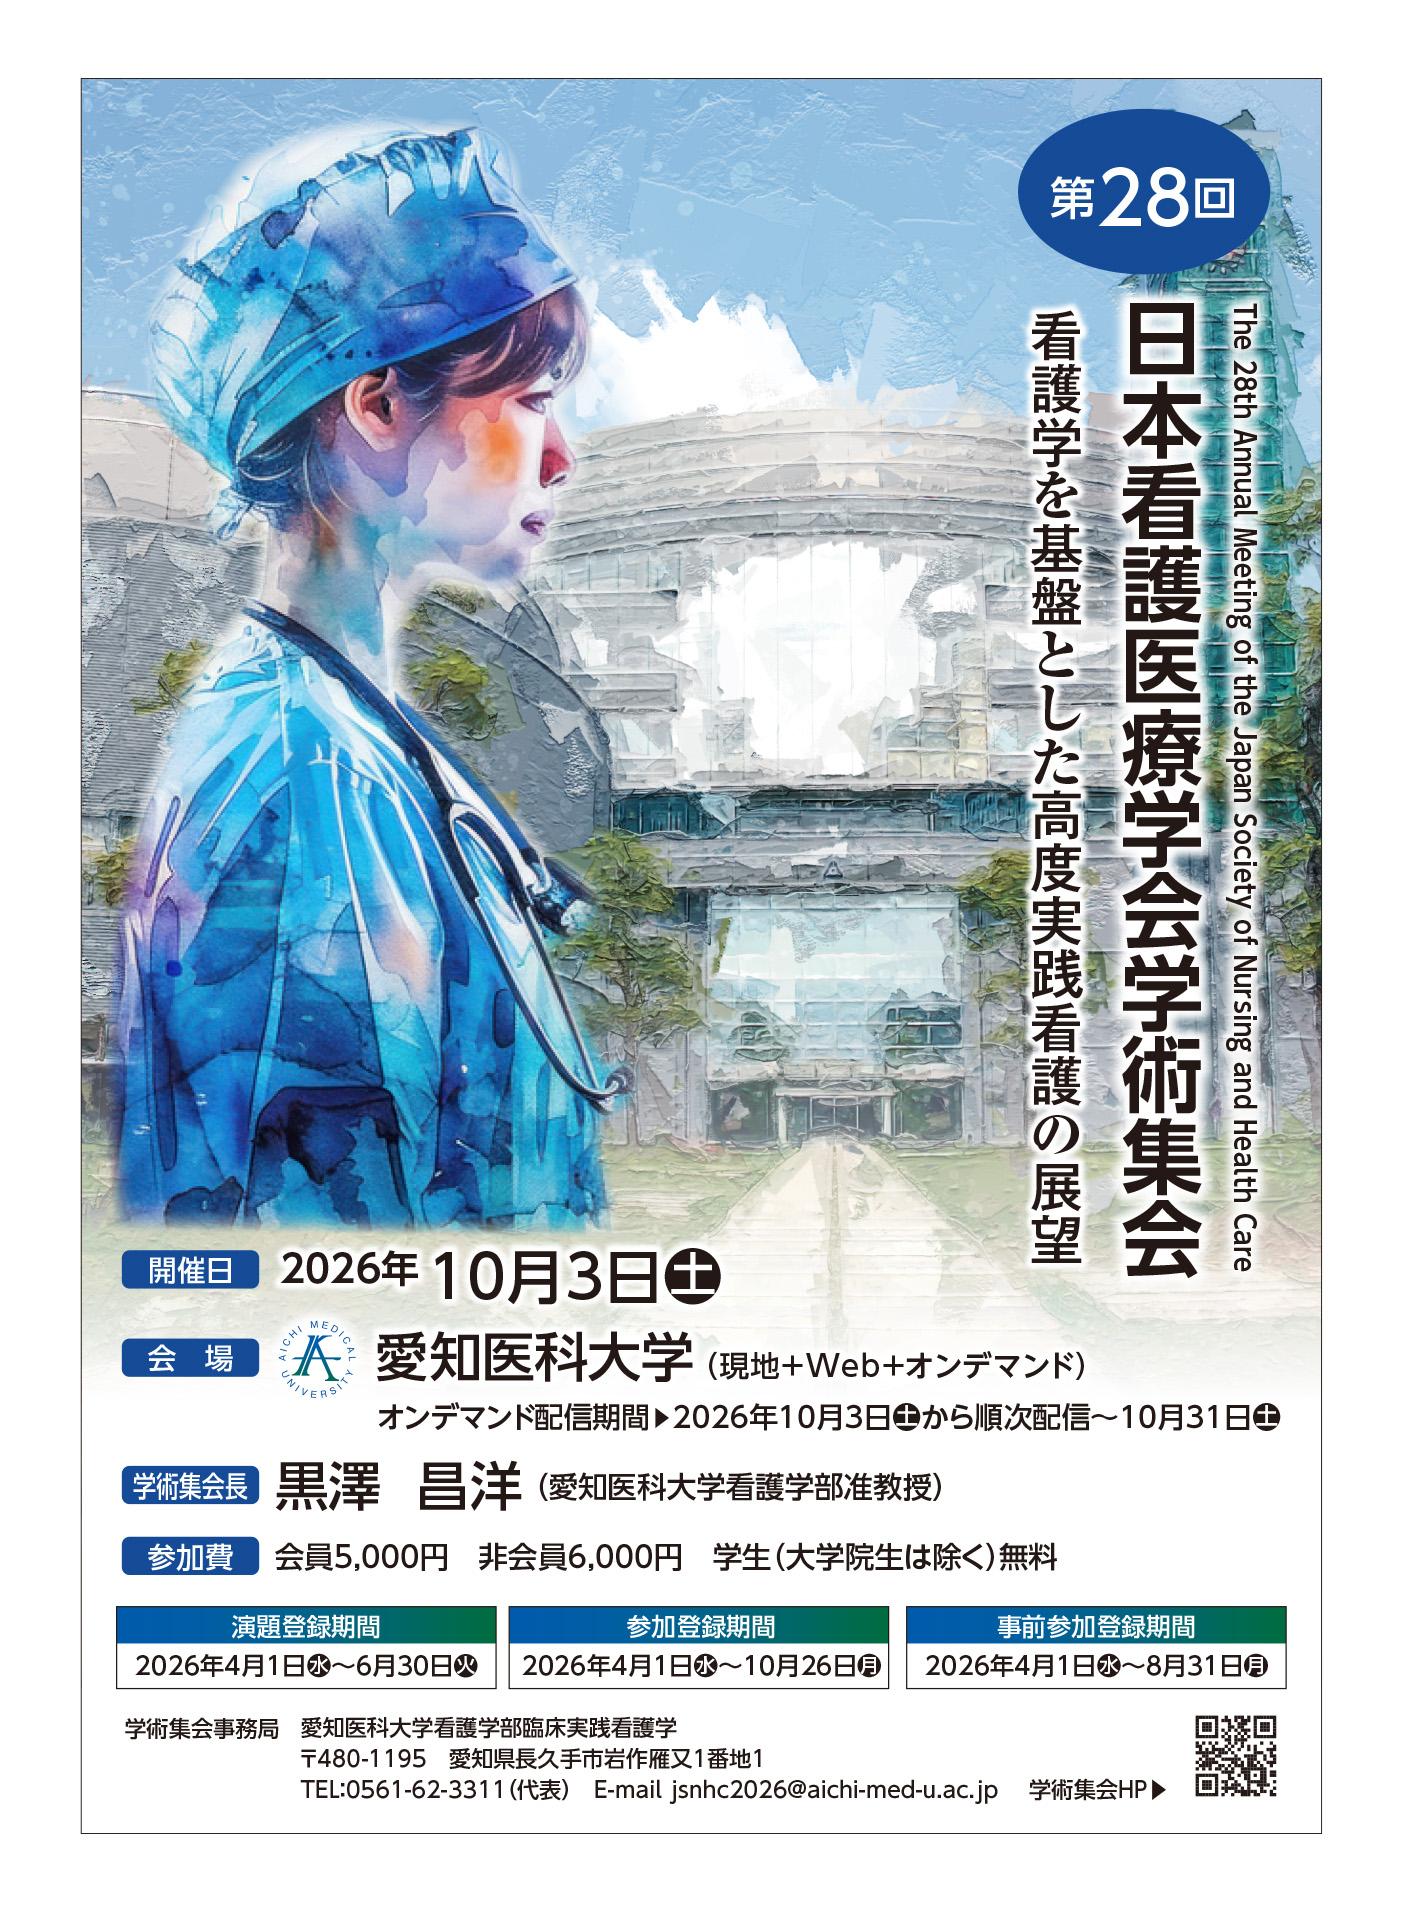 第28回
The 28th Annual Meeting of the Japan Society of Nursing and Health Care
日本看護医療学会学術集会
看護学を基盤とした高度実践看護の展望
開催日 2026年10月3日土
会 場 AICHI MEDICAL UNIVERSITY 愛知医科大学(現地+Web+オンデマンド)
オンデマンド配信期間▶2026年10月3日土から順次配信~10月31日土
学術集会長 黒澤 昌洋(愛知医科大学看護学部准教授)
参加費 会員5,000円 非会員6,000円 学生(大学院生は除く)無料
演題登録期間
2026年4月1日水~6月30日火
参加登録期間
2026年4月1日水~10月26日月
事前参加登録期間
2026年4月1日水~8月31日月
学術集会事務局 愛知医科大学看護学部臨床実践看護学
〒480-1195 愛知県長久手市岩作雁又1番地1
TEL:0561-62-3311(代表) E-mail jsnhc2026@aichi-med-u.ac.jp 学術集会HP▶